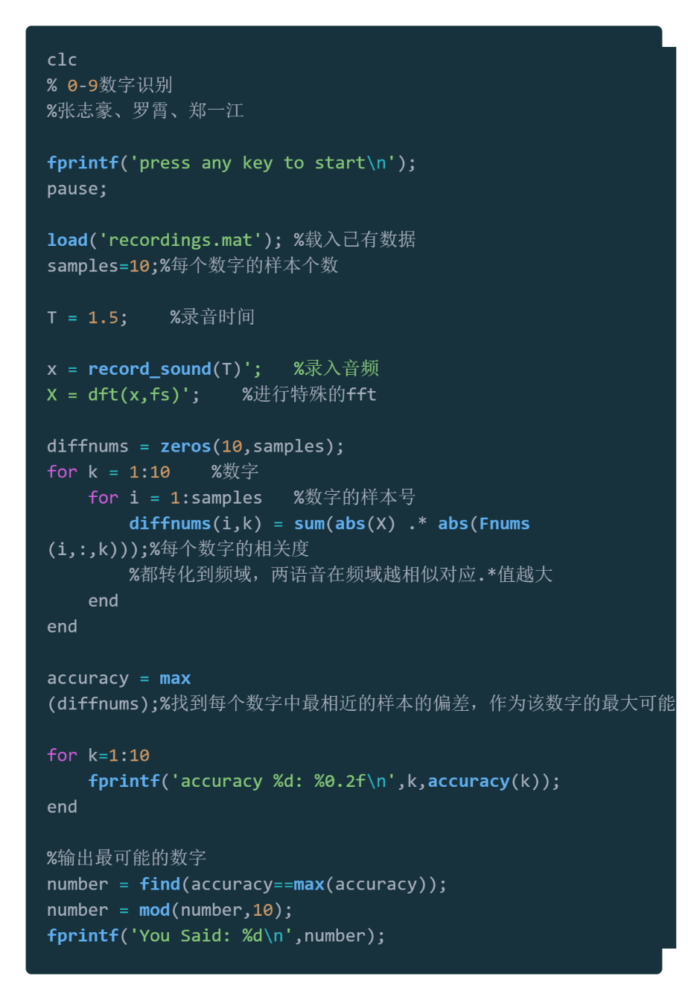 clc
% 0-9数字识别
%张志豪、罗霄、郑一江
fprintf('press any key to start\n');
pause;
load('recordings.mat'); %载入已有数据
samples=10;%每个数字的样本个数
T = 1.5;    %录音时间
x = record_sound(T)';   %录入音频
X = dft(x,fs)';    %进行特殊的fft
diffnums = zeros(10,samples);
for k = 1:10    %数字
    for i = 1:samples   %数字的样本号
        diffnums(i,k) = sum(abs(X) .* abs(Fnums
(i,:,k)));%每个数字的相关度
        %都转化到频域，两语音在频域越相似对应.*值越大
    end
end
accuracy = max
(diffnums);%找到每个数字中最相近的样本的偏差，作为该数字的最大可能
for k=1:10
    fprintf('accuracy %d: %0.2f\n',k,accuracy(k));
end
%输出最可能的数字
number = find(accuracy==max(accuracy));
number = mod(number,10);
fprintf('You Said: %d\n',number);